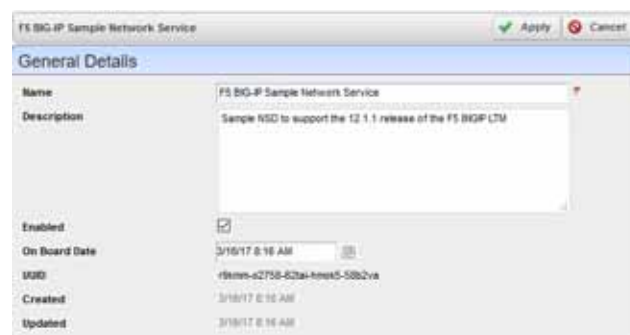 F5 BIG-IP Sample Network Service
Apply
Cancel
General Details
Name
F5 BIG-IP Sample Network Service
Description
Sample NSD to support the 12.1.1 release of the F5 BIGIP LTM
Enabled
On Board Date
3/16/17 8:16 AM
UUID
Created
3/16/17 8:16 AM
Updated
3/16/17 8:16 AM